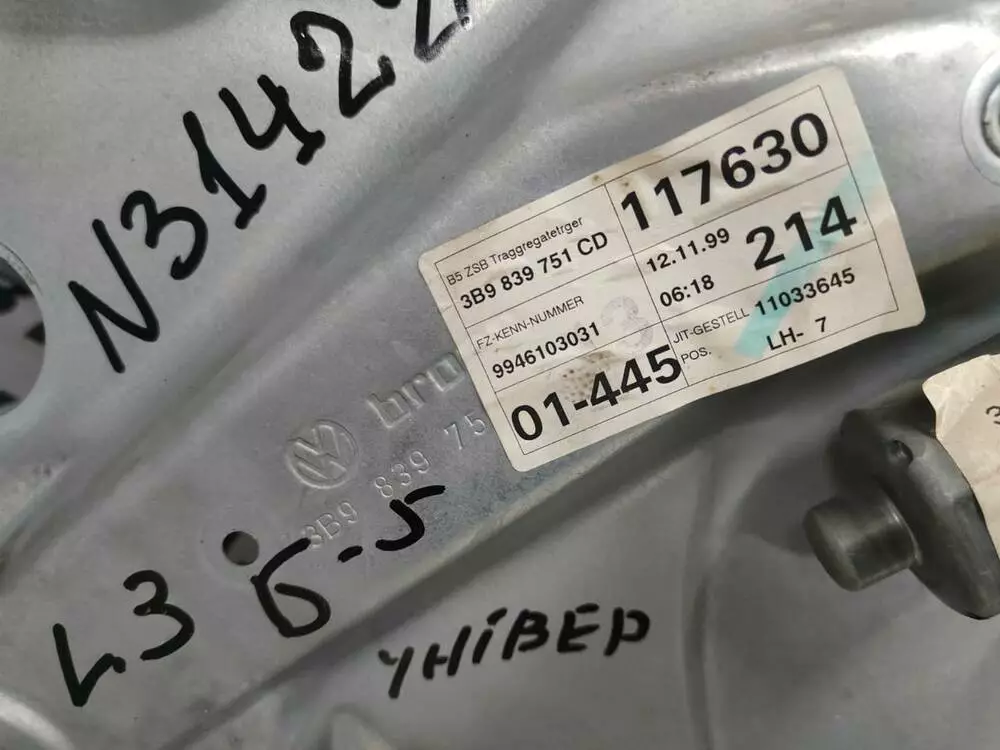 N31422
B5 ZSB Traggregatetrger
3B9 839 751 CD
117630
FZ-KENN-NUMMER
9946103031
12.11.99
06:18
214
01-445
JIT-GESTELL 11033645
POS.
LH- 7
bro
3B9 839 75
L3 Б-5
УНІВЕР
3